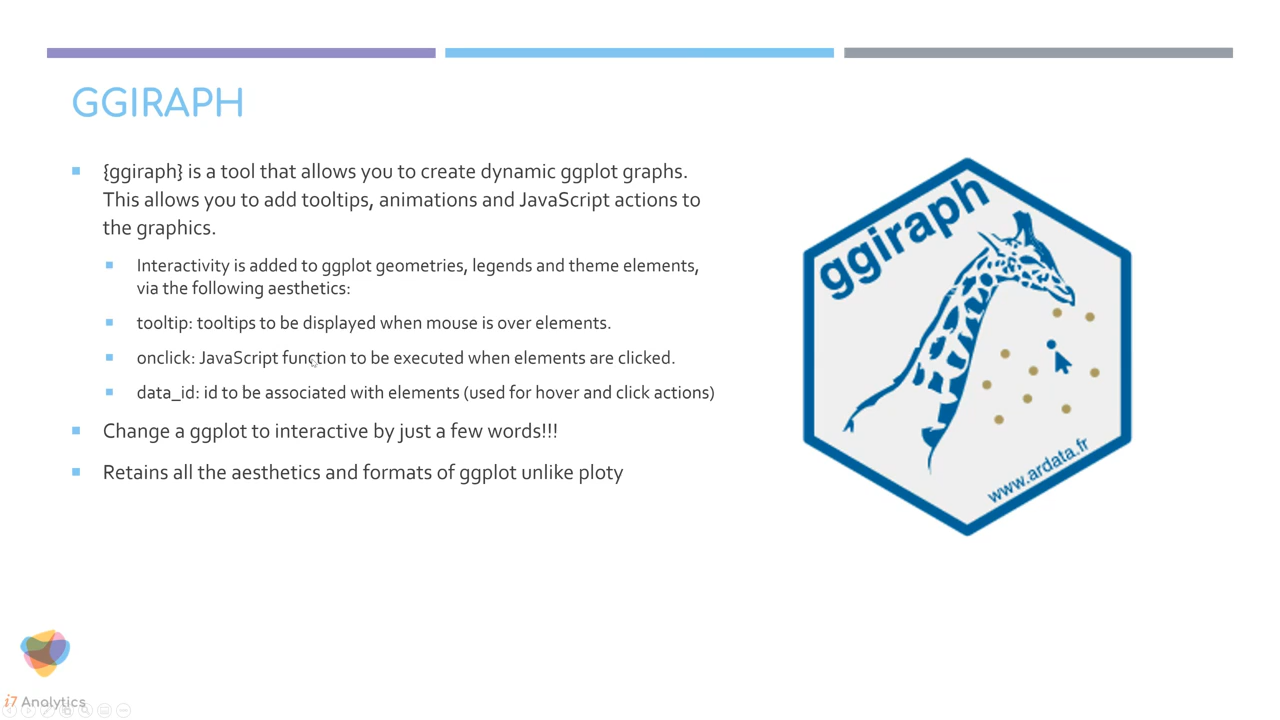 GGIRAPH
{ggiraph} is a tool that allows you to create dynamic ggplot graphs.
This allows you to add tooltips, animations and JavaScript actions to
the graphics.
Interactivity is added to ggplot geometries, legends and theme elements,
via the following aesthetics:
tooltip: tooltips to be displayed when mouse is over elements.
onclick: JavaScript function to be executed when elements are clicked.
data_id: id to be associated with elements (used for hover and click actions)
Change a ggplot to interactive by just a few words!!!
Retains all the aesthetics and formats of ggplot unlike ploty
ggiraph
www.ardata.fr
i7 Analytics